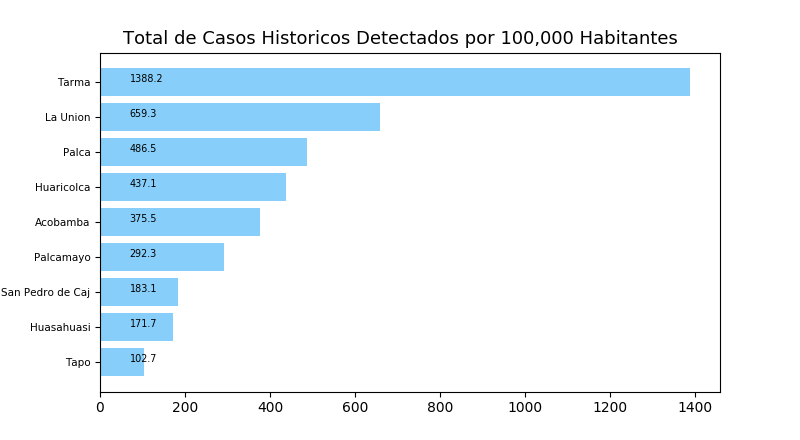 Total de Casos Historicos Detectados por 100,000 Habitantes
Tarma 1388.2
La Union 659.3
Palca 486.5
Huaricolca 437.1
Acobamba 375.5
Palcamayo 292.3
San Pedro de Caj 183.1
Huasahuasi 171.7
Tapo 102.7
0 200 400 600 800 1000 1200 1400